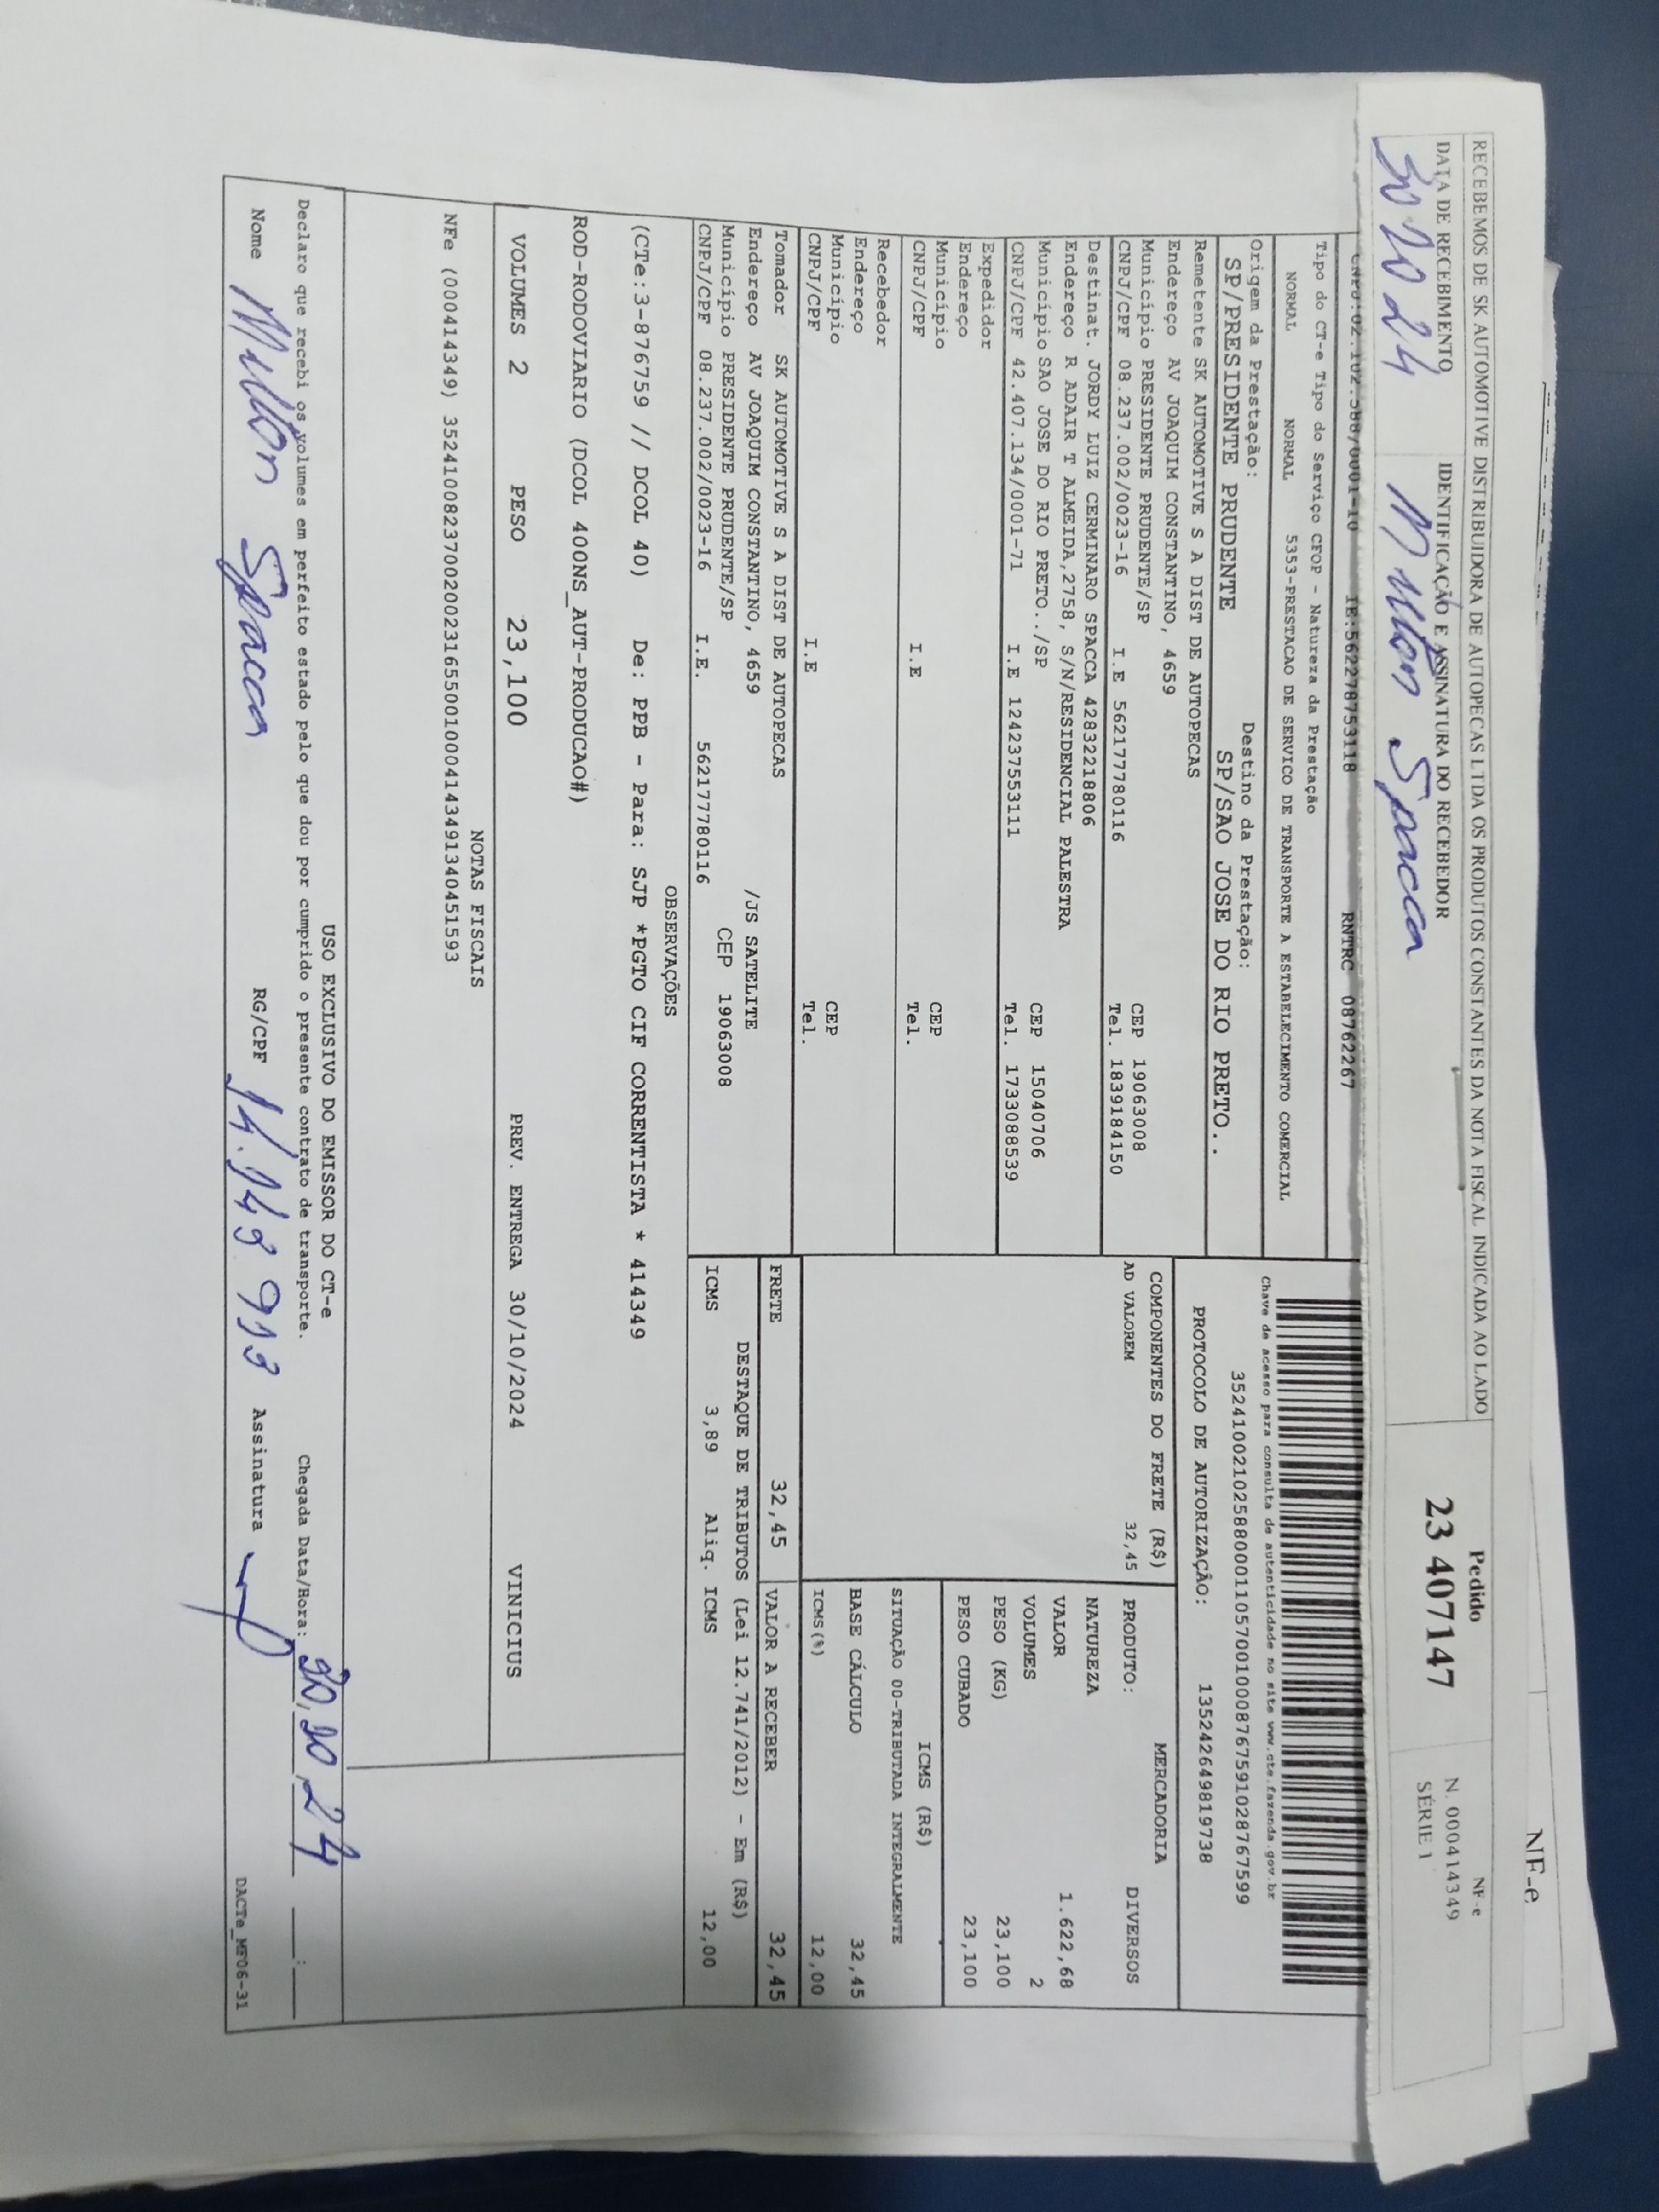 NF-e
RECEBEMOS DE SK AUTOMOTIVE DISTRIBUIDORA DE AUTOPECAS LTDA OS PRODUTOS CONSTANTES DA NOTA FISCAL INDICADA AO LADO
DATA DE RECEBIMENTO IDENTIFICAÇÃO E ASSINATURA DO RECEBEDOR
30 20 24 Milton Spacca
Pedido
23 407147
NF-e
N. 000414349
SÉRIE 1
CNPJ:02.102.588/0001-10 IE:562278753118 RNTRC 08762267
Tipo do CT-e Tipo do Serviço CFOP - Natureza da Prestação
NORMAL NORMAL 5353-PRESTACAO DE SERVICO DE TRANSPORTE A ESTABELECIMENTO COMERCIAL
Origem da Prestação: Destino da Prestação:
SP/PRESIDENTE PRUDENTE SP/SAO JOSE DO RIO PRETO..
Chave de acesso para consulta de autenticidade no site www.cte.fazenda.gov.br
35241002102588000110570010008767591028767599
PROTOCOLO DE AUTORIZAÇÃO: 135242649819738
Remetente SK AUTOMOTIVE S A DIST DE AUTOPECAS
Endereço AV JOAQUIM CONSTANTINO, 4659
Município PRESIDENTE PRUDENTE/SP CEP 19063008
CNPJ/CPF 08.237.002/0023-16 I.E 562177780116 Tel. 1839184150
Destinat. JORDY LUIZ CERMINARO SPACCA 42832218806
Endereço R ADAIR T ALMEIDA,2758, S/N/RESIDENCIAL PALESTRA
Município SAO JOSE DO RIO PRETO../SP CEP 15040706
CNPJ/CPF 42.407.134/0001-71 I.E 124237553111 Tel. 1733088539
Expedidor
Endereço
Município CEP
CNPJ/CPF I.E Tel.
Recebedor
Endereço
Município CEP
CNPJ/CPF I.E Tel.
Tomador SK AUTOMOTIVE S A DIST DE AUTOPECAS
Endereço AV JOAQUIM CONSTANTINO, 4659 /JS SATELITE
Município PRESIDENTE PRUDENTE/SP CEP 19063008
CNPJ/CPF 08.237.002/0023-16 I.E. 562177780116
COMPONENTES DO FRETE (R$)
AD VALOREM 32,45
MERCADORIA
PRODUTO: DIVERSOS
NATUREZA
VALOR 1.622,68
VOLUMES 2
PESO (KG) 23,100
PESO CUBADO 23,100
ICMS (R$)
SITUAÇÃO 00-TRIBUTADA INTEGRALMENTE
BASE CÁLCULO 32,45
ICMS(%) 12,00
FRETE 32,45 VALOR A RECEBER 32,45
DESTAQUE DE TRIBUTOS (Lei 12.741/2012) - Em (R$)
ICMS 3,89 Aliq. ICMS 12,00
OBSERVAÇÕES
(CTe:3-876759 // DCOL 40) De: PPB - Para: SJP *PGTO CIF CORRENTISTA * 414349
ROD-RODOVIARIO (DCOL 400NS_AUT-PRODUCAO#)
VOLUMES 2 PESO 23,100 PREV. ENTREGA 30/10/2024 VINICIUS
NOTAS FISCAIS
NFe (000414349) 35241008237002002316550010004143491340451593
USO EXCLUSIVO DO EMISSOR DO CT-e
Declaro que recebi os volumes em perfeito estado pelo que dou por cumprido o presente contrato de transporte. Chegada Data/Hora: 30,20,24 __:__
Nome Milton Spacca RG/CPF 14.143 913 Assinatura
DACTe_MF06-31